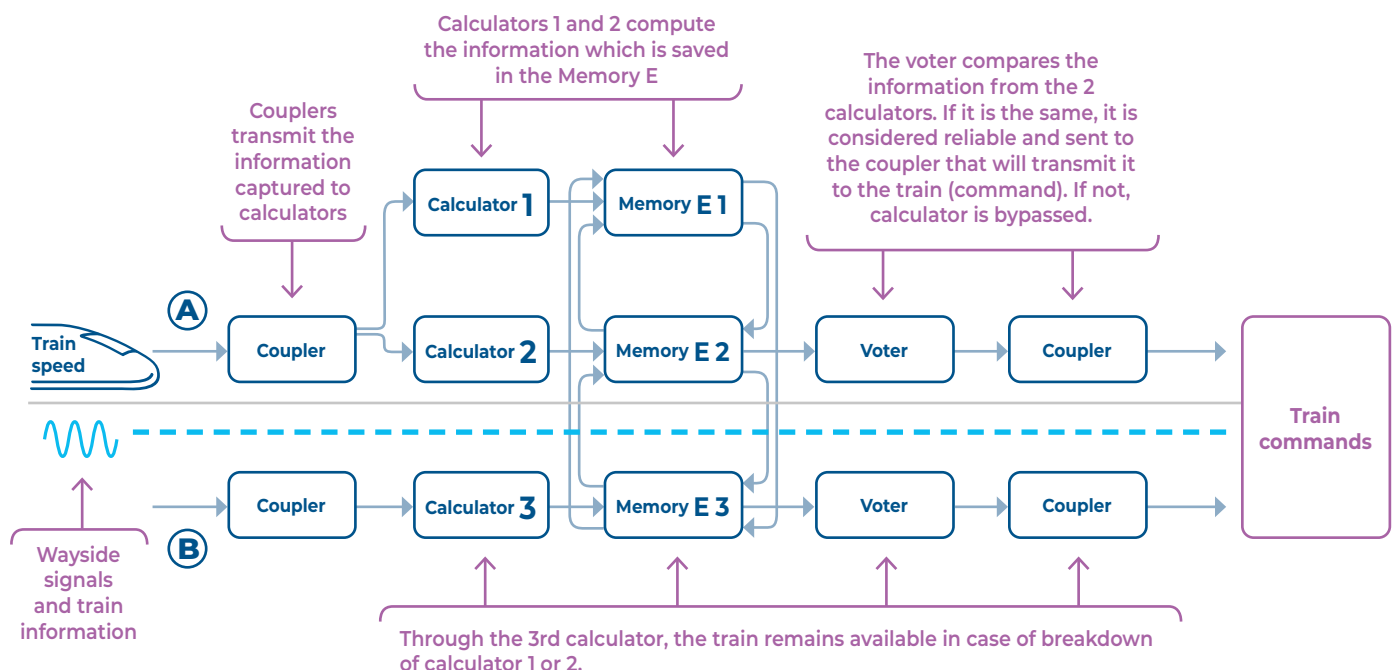 Calculators 1 and 2 compute
the information which is saved
in the Memory E
The voter compares the
information from the 2
calculators. If it is the same, it is
considered reliable and sent to
the coupler that will transmit it
to the train (command). If not,
calculator is bypassed.
Couplers
transmit the
information
captured to
calculators
Calculator 1
Memory E 1
A
Train
speed
Coupler
Calculator 2
Memory E 2
Voter
Coupler
Train
commands
Coupler
Calculator 3
Memory E 3
Voter
Coupler
B
Wayside
signals
and train
information
Through the 3rd calculator, the train remains available in case of breakdown
of calculator 1 or 2.